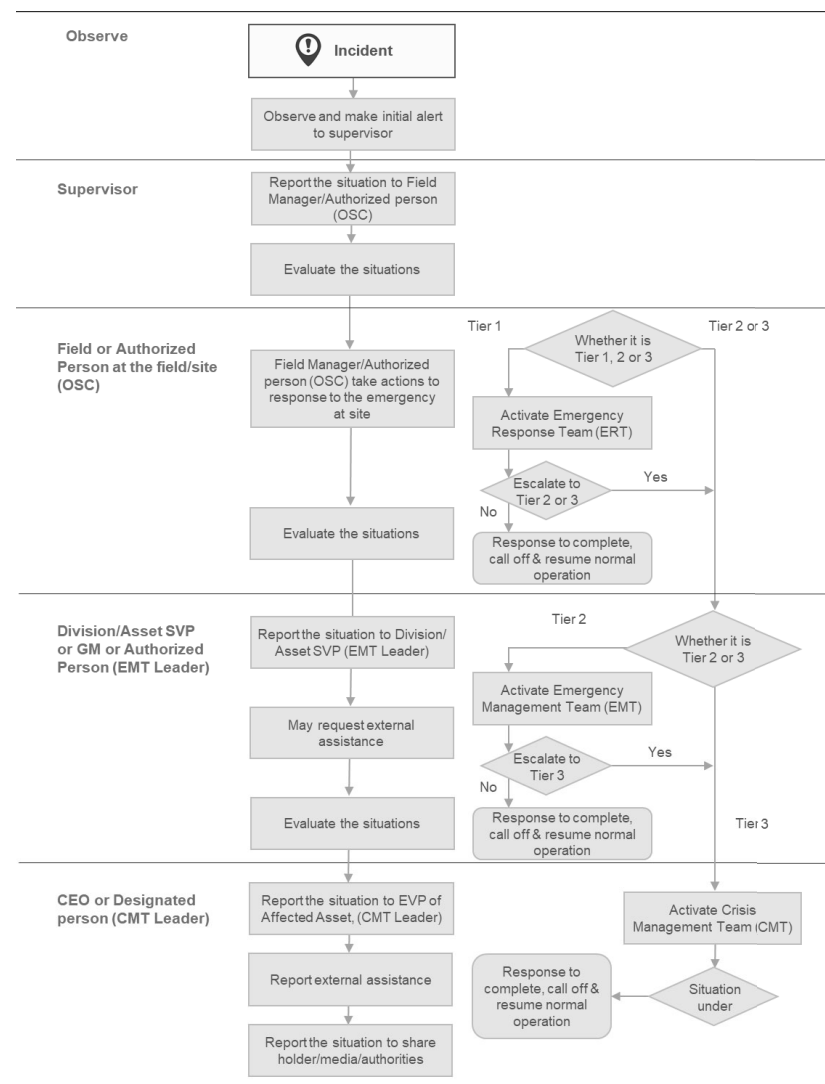 Observe
Incident
Observe and make initial alert
to supervisor
Supervisor
Report the situation to Field
Manager/Authorized person
(OSC)
Evaluate the situations
Field or Authorized
Person at the field/site
(OSC)
Field Manager/Authorized
person (OSC) take actions to
response to the emergency
at site
Evaluate the situations
Tier 1
Whether it is
Tier 1, 2 or 3
Tier 2 or 3
Activate Emergency
Response Team (ERT)
Escalate to
Tier 2 or 3
Yes
No
Response to complete,
call off & resume normal
operation
Division/Asset SVP
or GM or Authorized
Person (EMT Leader)
Report the situation to Division/
Asset SVP (EMT Leader)
May request external
assistance
Evaluate the situations
Tier 2
Whether it is
Tier 2 or 3
Activate Emergency
Management Team (EMT)
Escalate to
Tier 3
Yes
No
Response to complete,
call off & resume normal
operation
Tier 3
CEO or Designated
person (CMT Leader)
Report the situation to EVP of
Affected Asset, (CMT Leader)
Report external assistance
Report the situation to share
holder/media/authorities
Activate Crisis
Management Team (CMT)
Situation
under
Response to
complete, call off &
resume normal
operation